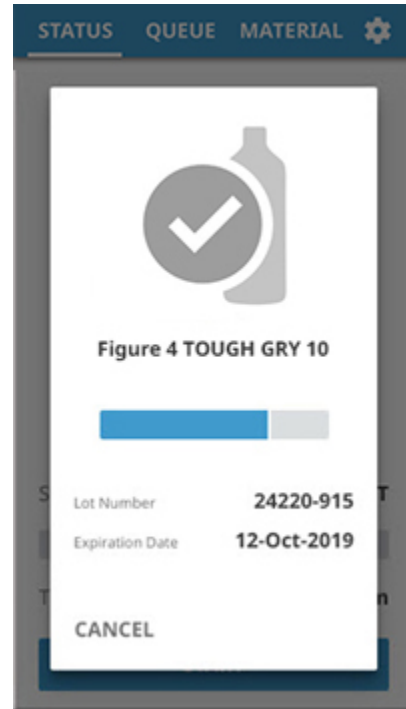 STATUS QUEUE MATERIAL
Figure 4 TOUGH GRY 10
Lot Number 24220-915
Expiration Date 12-Oct-2019
CANCEL